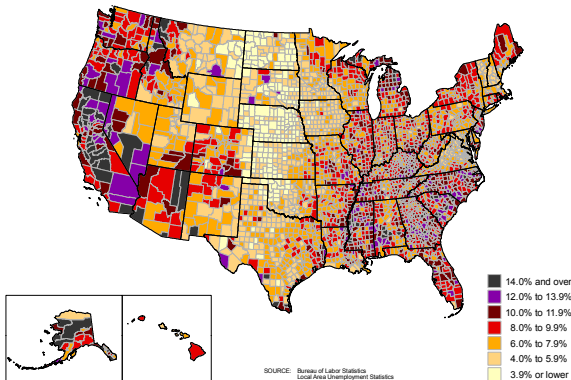 14.0% and over
12.0% to 13.9%
10.0% to 11.9%
8.0% to 9.9%
6.0% to 7.9%
4.0% to 5.9%
3.9% or lower
SOURCE: Bureau of Labor Statistics
Local Area Unemployment Statistics